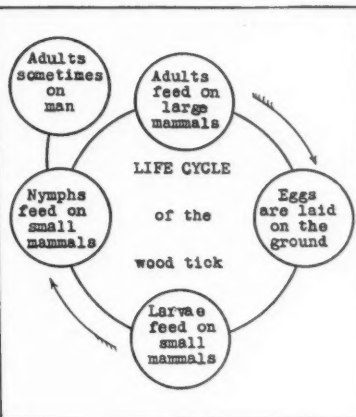 Adults
sometimes
on
man
Adults
feed on
large
mammals
LIFE CYCLE
of the
wood tick
Eggs
are laid
on the
ground
Nymphs
feed on
small
mammals
Larvae
feed on
small
mammals